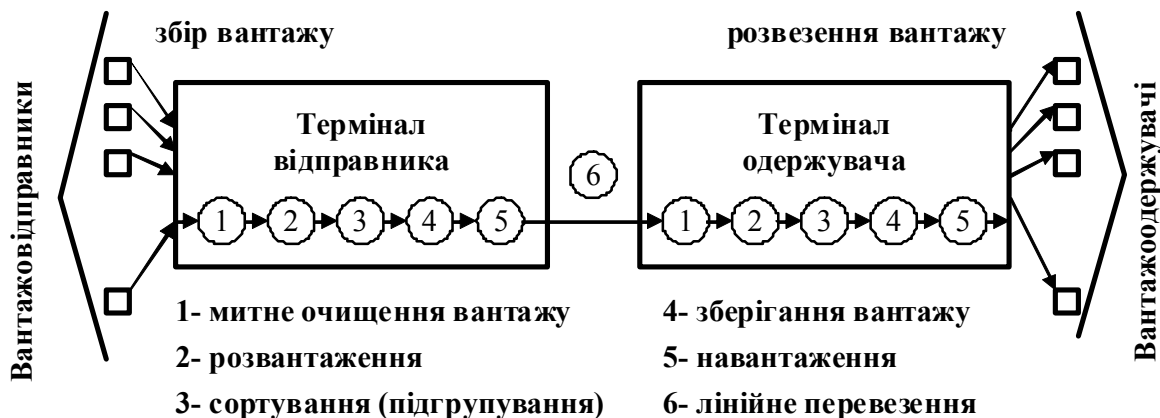 збір вантажу
розвезення вантажу
Вантажовідправники
Термінал
відправника
Термінал
одержувача
Вантажоодержувачі
6
1
2
3
4
5
1
2
3
4
5
1- митне очищення вантажу
2- розвантаження
3- сортування (підгрупування)
4- зберігання вантажу
5- навантаження
6- лінійне перевезення